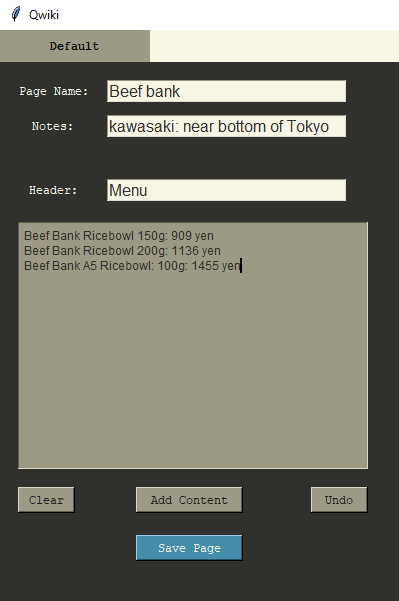 Qwiki
Default
Page Name: Beef bank
Notes: kawasaki: near bottom of Tokyo
Header: Menu
Beef Bank Ricebowl 150g: 909 yen
Beef Bank Ricebowl 200g: 1136 yen
Beef Bank A5 Ricebowl: 100g: 1455 yen
Clear Add Content Undo
Save Page